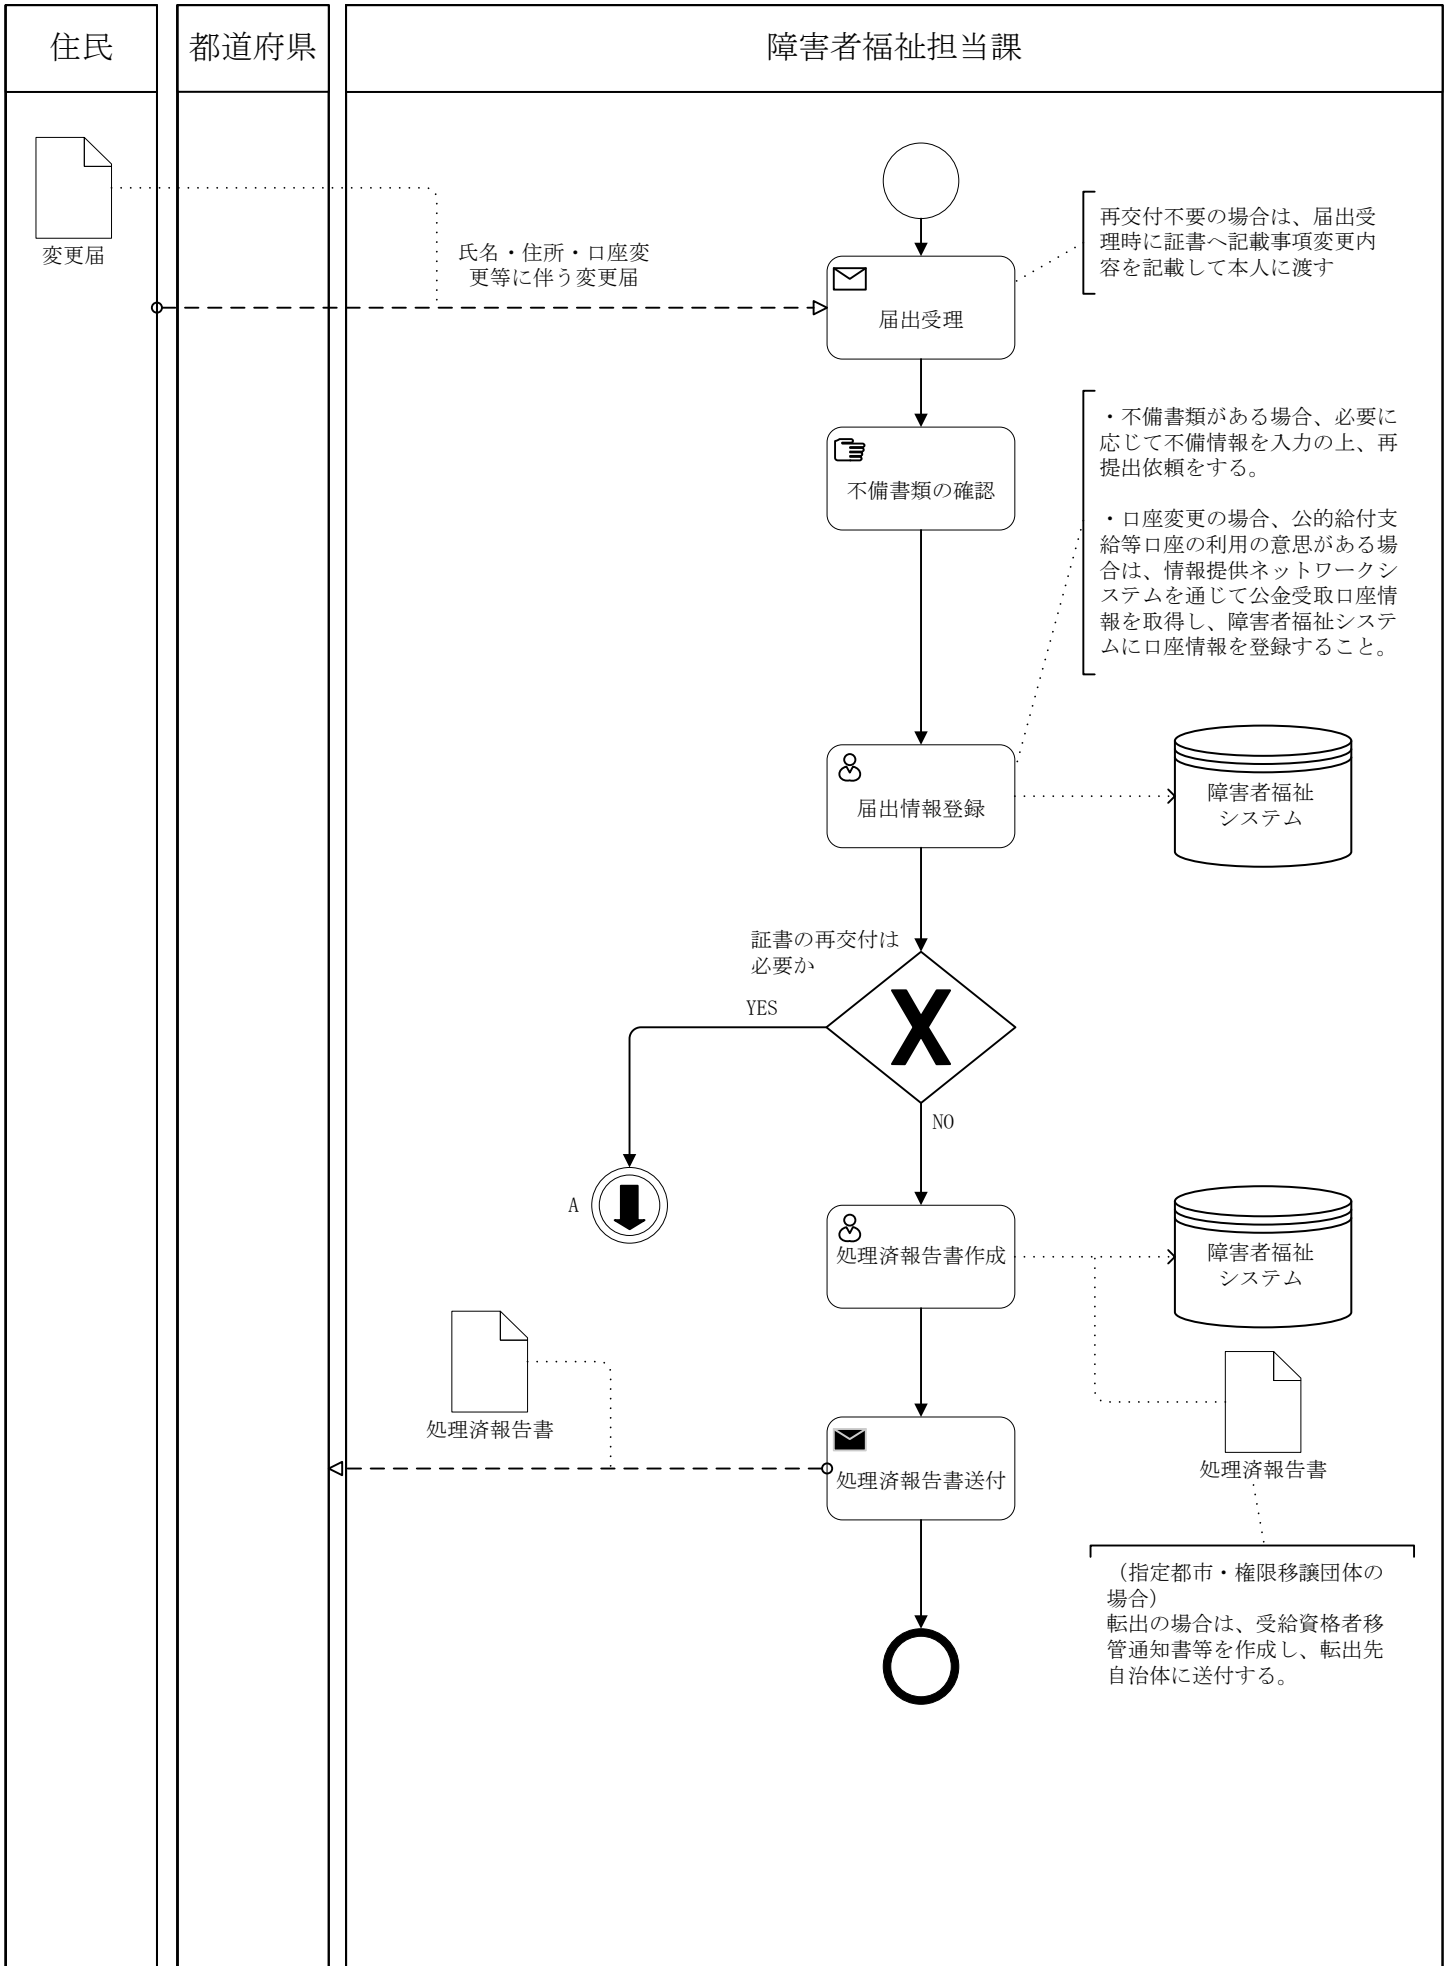 住民
都道府県
障害者福祉担当課
変更届
氏名・住所・口座変
更等に伴う変更届
届出受理
再交付不要の場合は、届出受
理時に証書へ記載事項変更内
容を記載して本人に渡す
不備書類の確認
・不備書類がある場合、必要に
応じて不備情報を入力の上、再
提出依頼をする。
・口座変更の場合、公的給付支
給等口座の利用の意思がある場
合は、情報提供ネットワークシ
ステムを通じて公金受取口座情
報を取得し、障害者福祉システ
ムに口座情報を登録すること。
届出情報登録
障害者福祉
システム
証書の再交付は
必要か
YES
X
NO
A
処理済報告書作成
障害者福祉
システム
処理済報告書
処理済報告書送付
処理済報告書
（指定都市・権限移譲団体の
場合）
転出の場合は、受給資格者移
管通知書等を作成し、転出先
自治体に送付する。